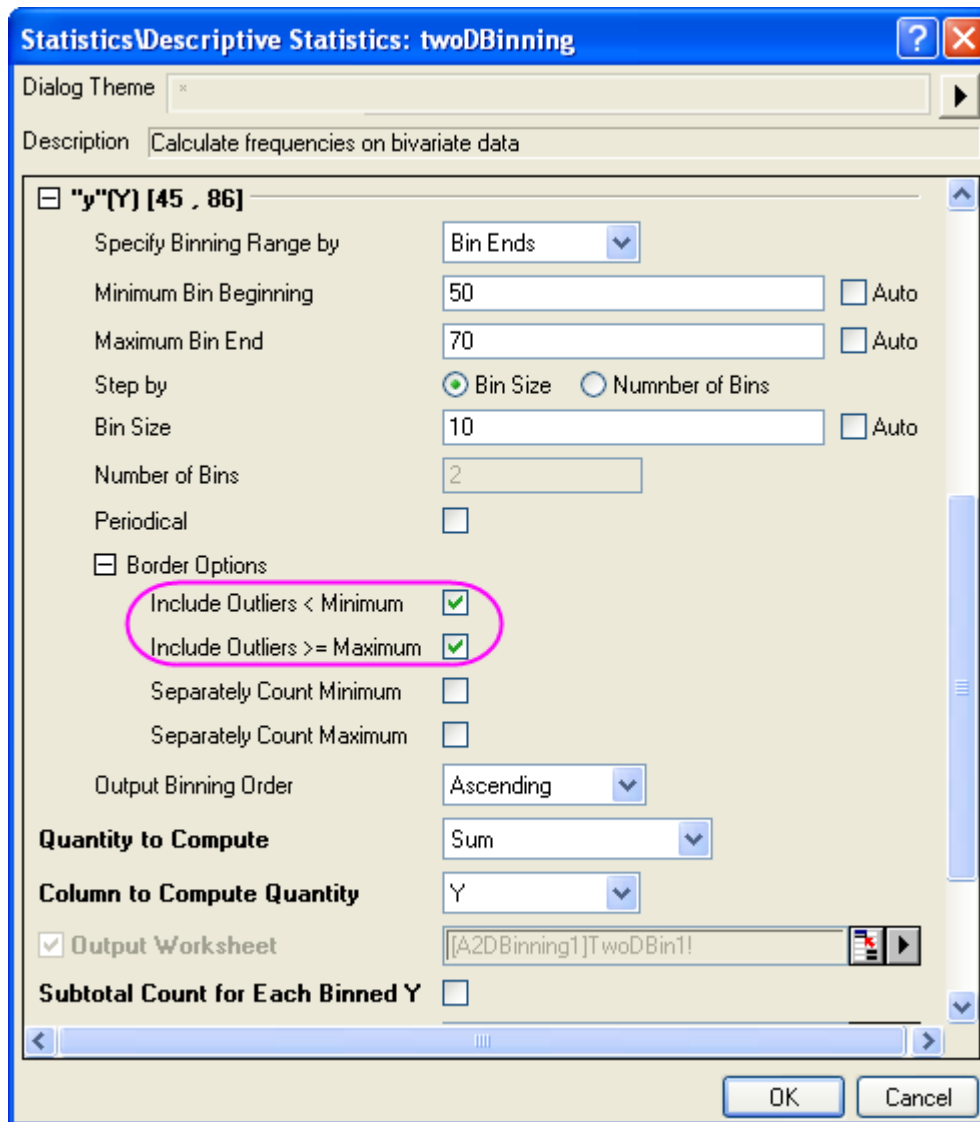 Statistics\Descriptive Statistics: twoDBinning
Dialog Theme *
Description Calculate frequencies on bivariate data
"y"(Y) [45 , 86]
Specify Binning Range by Bin Ends
Minimum Bin Beginning 50 Auto
Maximum Bin End 70 Auto
Step by Bin Size Numnber of Bins
Bin Size 10 Auto
Number of Bins 2
Periodical
Border Options
Include Outliers < Minimum
Include Outliers >= Maximum
Separately Count Minimum
Separately Count Maximum
Output Binning Order Ascending
Quantity to Compute Sum
Column to Compute Quantity Y
Output Worksheet [A2DBinning1]TwoDBin1!
Subtotal Count for Each Binned Y
OK Cancel